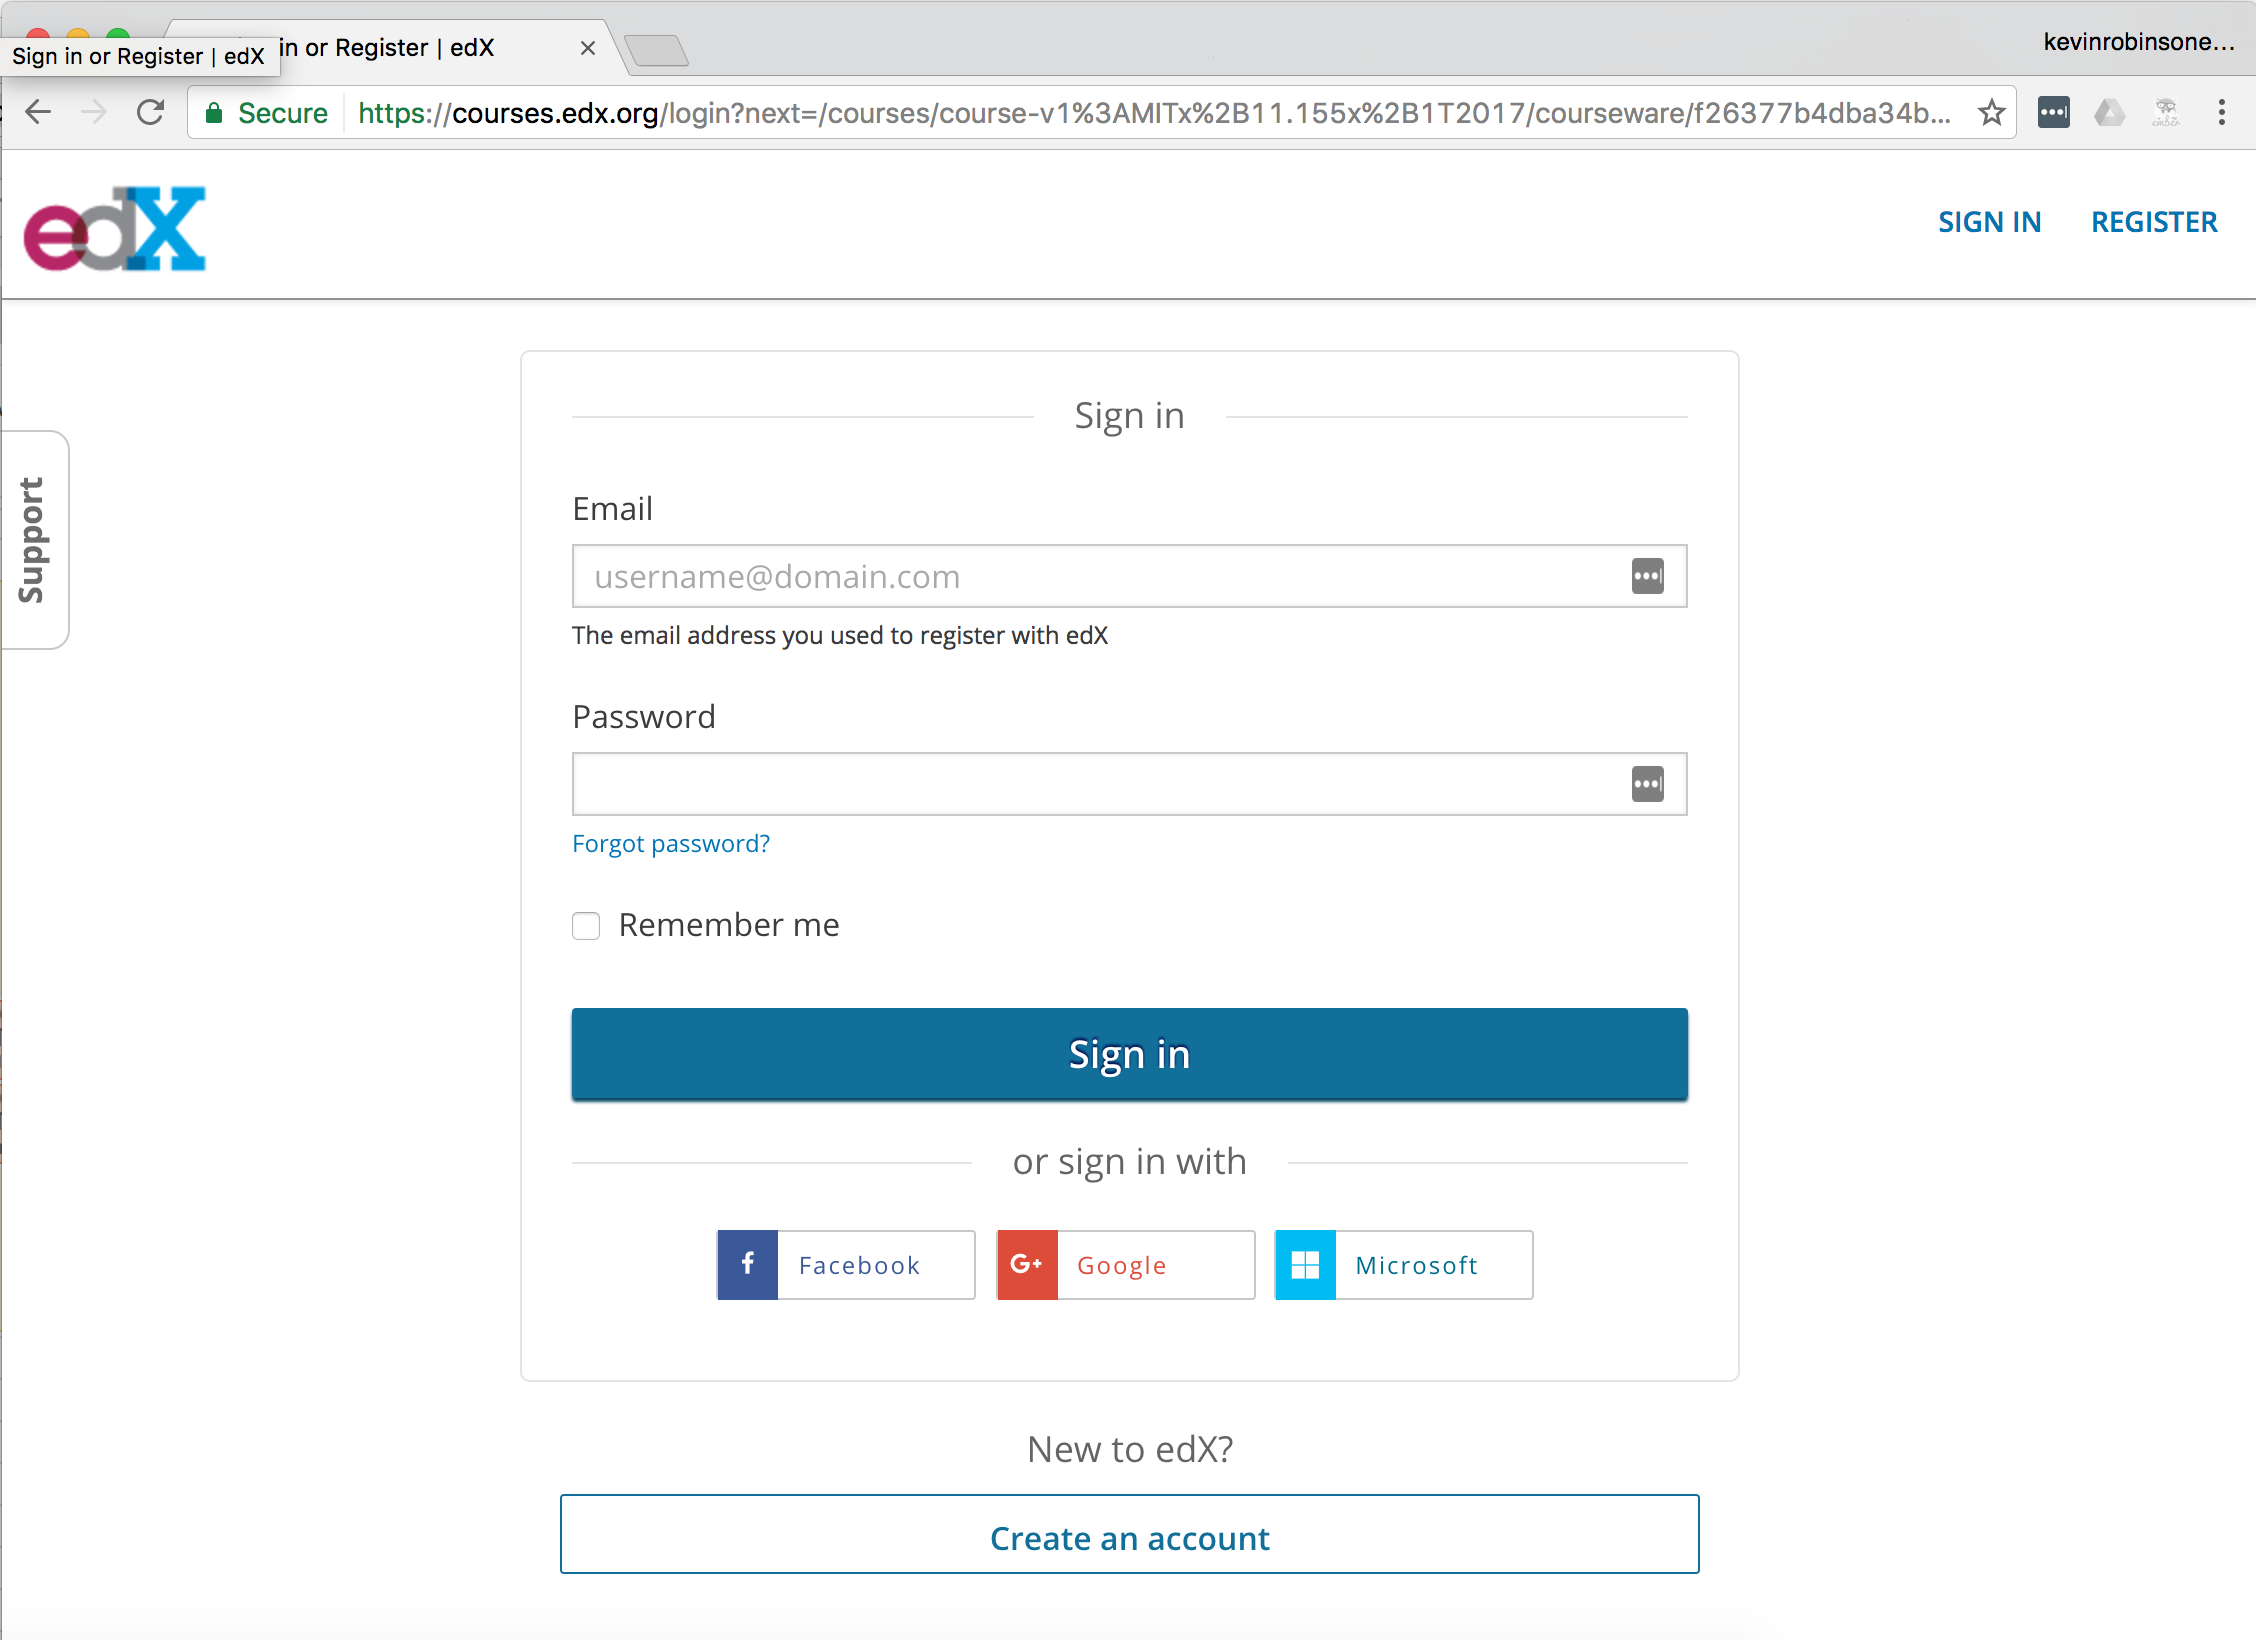 Sign in or Register | edX
in or Register | edX
kevinrobinsone...
Secure
https://courses.edx.org/login?next=/courses/course-v1%3AMITx%2B11.155x%2B1T2017/courseware/f26377b4dba34b...
edX
SIGN IN
REGISTER
Support
Sign in
Email
username@domain.com
The email address you used to register with edX
Password
Forgot password?
Remember me
Sign in
or sign in with
f Facebook
G+ Google
Microsoft
New to edX?
Create an account